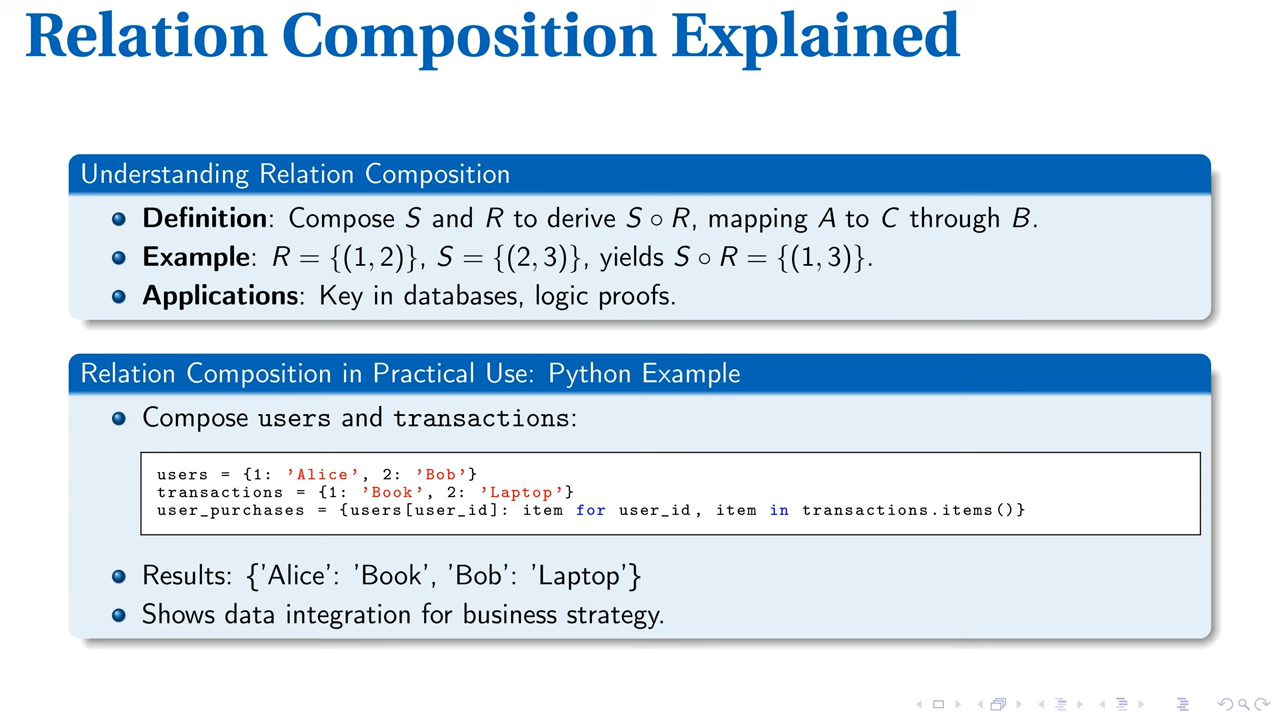 Relation Composition Explained
Understanding Relation Composition
Definition: Compose S and R to derive S ∘ R, mapping A to C through B.
Example: R = {(1, 2)}, S = {(2, 3)}, yields S ∘ R = {(1, 3)}.
Applications: Key in databases, logic proofs.
Relation Composition in Practical Use: Python Example
Compose users and transactions:
users = {1: ’Alice’, 2: ’Bob’}
transactions = {1: ’Book’, 2: ’Laptop’}
user_purchases = {users[user_id]: item for user_id, item in transactions.items()}
Results: {’Alice’: ’Book’, ’Bob’: ’Laptop’}
Shows data integration for business strategy.